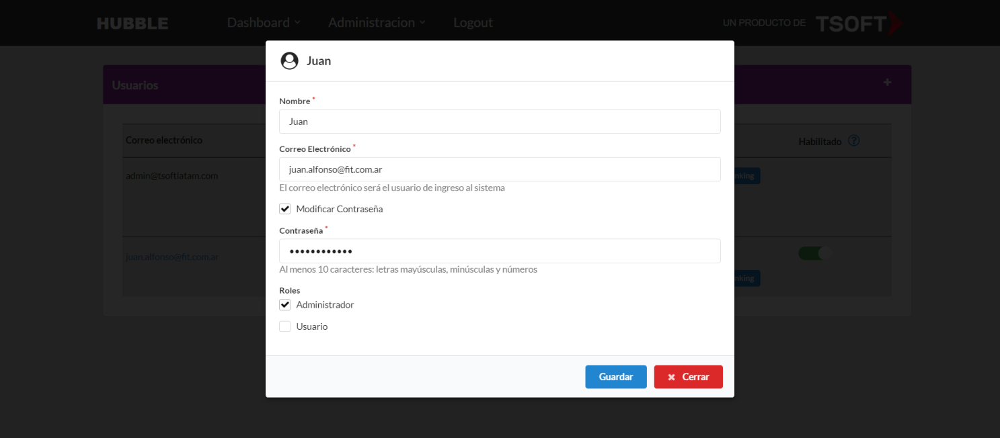 HUBBLE Dashboard Administracion Logout UN PRODUCTO DE TSOFT
Juan
Usuarios
Nombre *
Juan
Correo electrónico
Habilitado
Correo Electrónico *
juan.alfonso@fit.com.ar
admin@tsoftlatam.com
El correo electrónico será el usuario de ingreso al sistema
Modificar Contraseña
Contraseña *
••••••••••••
juan.alfonso@fit.com.ar
Al menos 10 caracteres: letras mayúsculas, minúsculas y números
Roles
Administrador
Usuario
Guardar
Cerrar